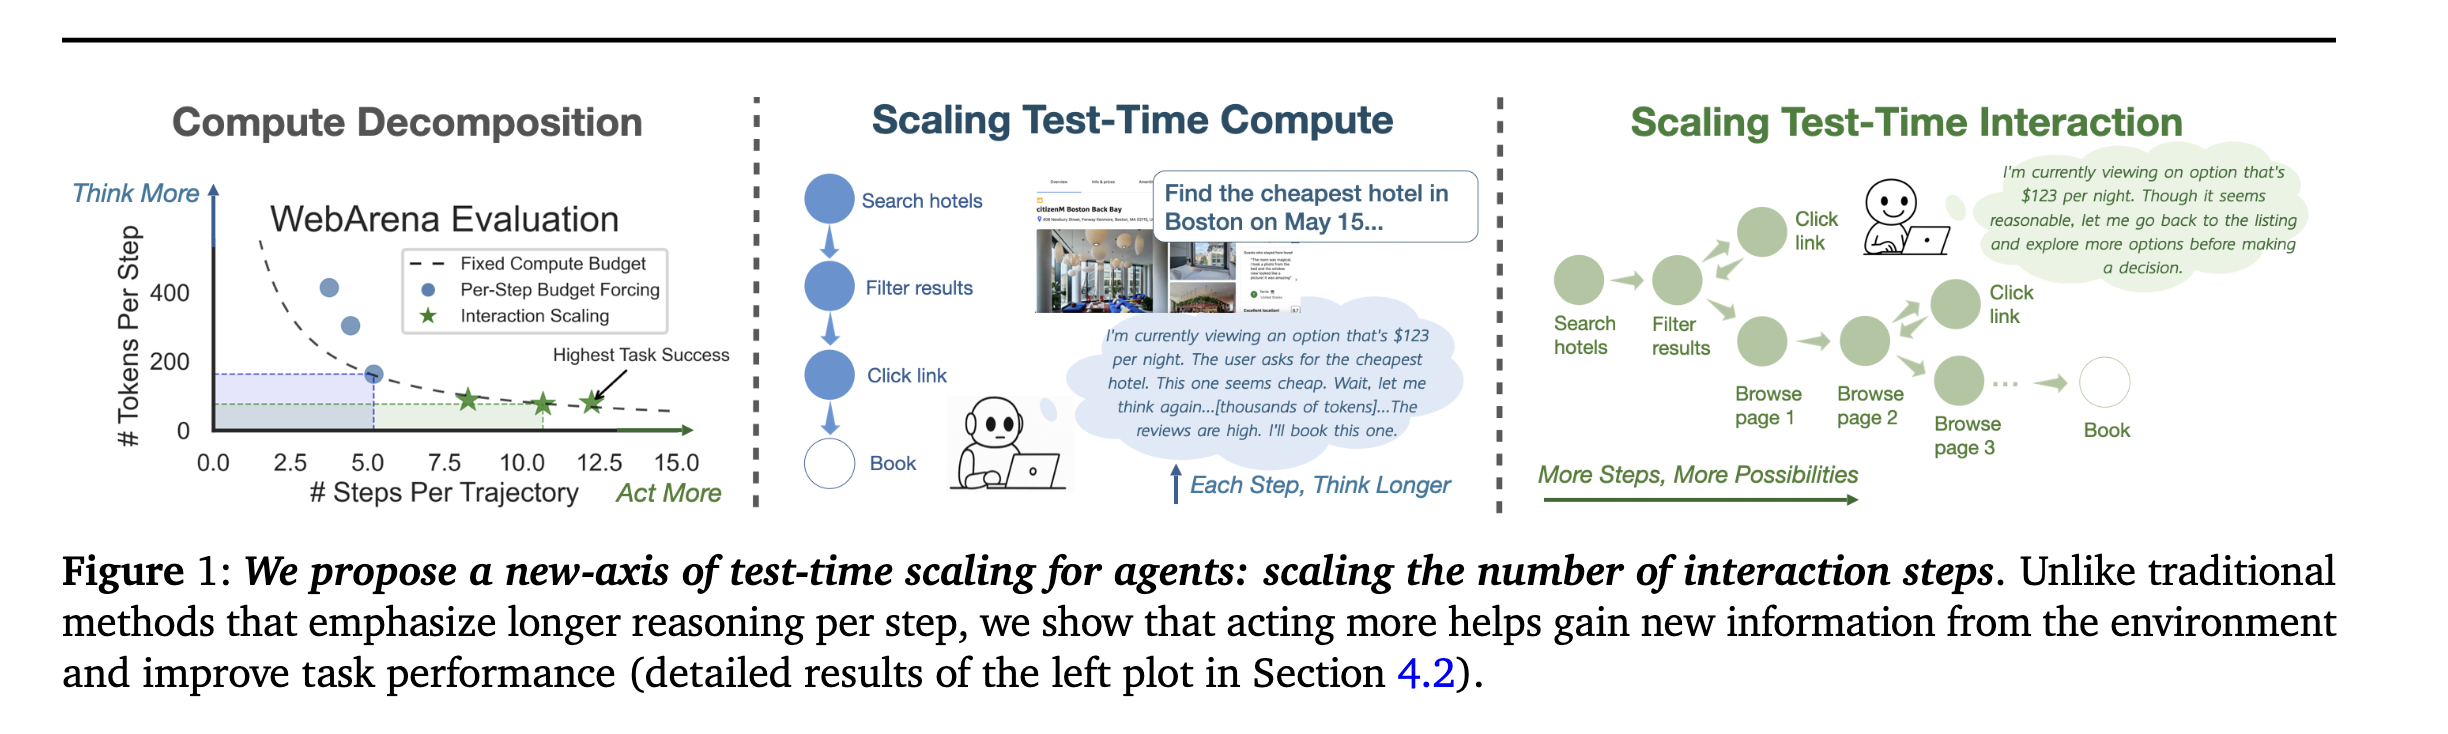 Compute Decomposition
Think More
WebArena Evaluation
Fixed Compute Budget
Per-Step Budget Forcing
Interaction Scaling
Highest Task Success
# Tokens Per Step
400
200
0
0.0 2.5 5.0 7.5 10.0 12.5 15.0
# Steps Per Trajectory
Act More
Scaling Test-Time Compute
Search hotels
Filter results
Click link
Book
Overview
Info & prices
citizenM Boston Back Bay
Find the cheapest hotel in
Boston on May 15...
Excellent location!
I'm currently viewing an option that's $123
per night. The user asks for the cheapest
hotel. This one seems cheap. Wait, let me
think again...[thousands of tokens]...The
reviews are high. I'll book this one.
Each Step, Think Longer
Scaling Test-Time Interaction
I'm currently viewing on option that's
$123 per night. Though it seems
reasonable, let me go back to the listing
and explore more options before making
a decision.
Search
hotels
Filter
results
Click
link
Browse
page 1
Browse
page 2
Click
link
Browse
page 3
...
Book
More Steps, More Possibilities
Figure 1: We propose a new-axis of test-time scaling for agents: scaling the number of interaction steps. Unlike traditional
methods that emphasize longer reasoning per step, we show that acting more helps gain new information from the environment
and improve task performance (detailed results of the left plot in Section 4.2).